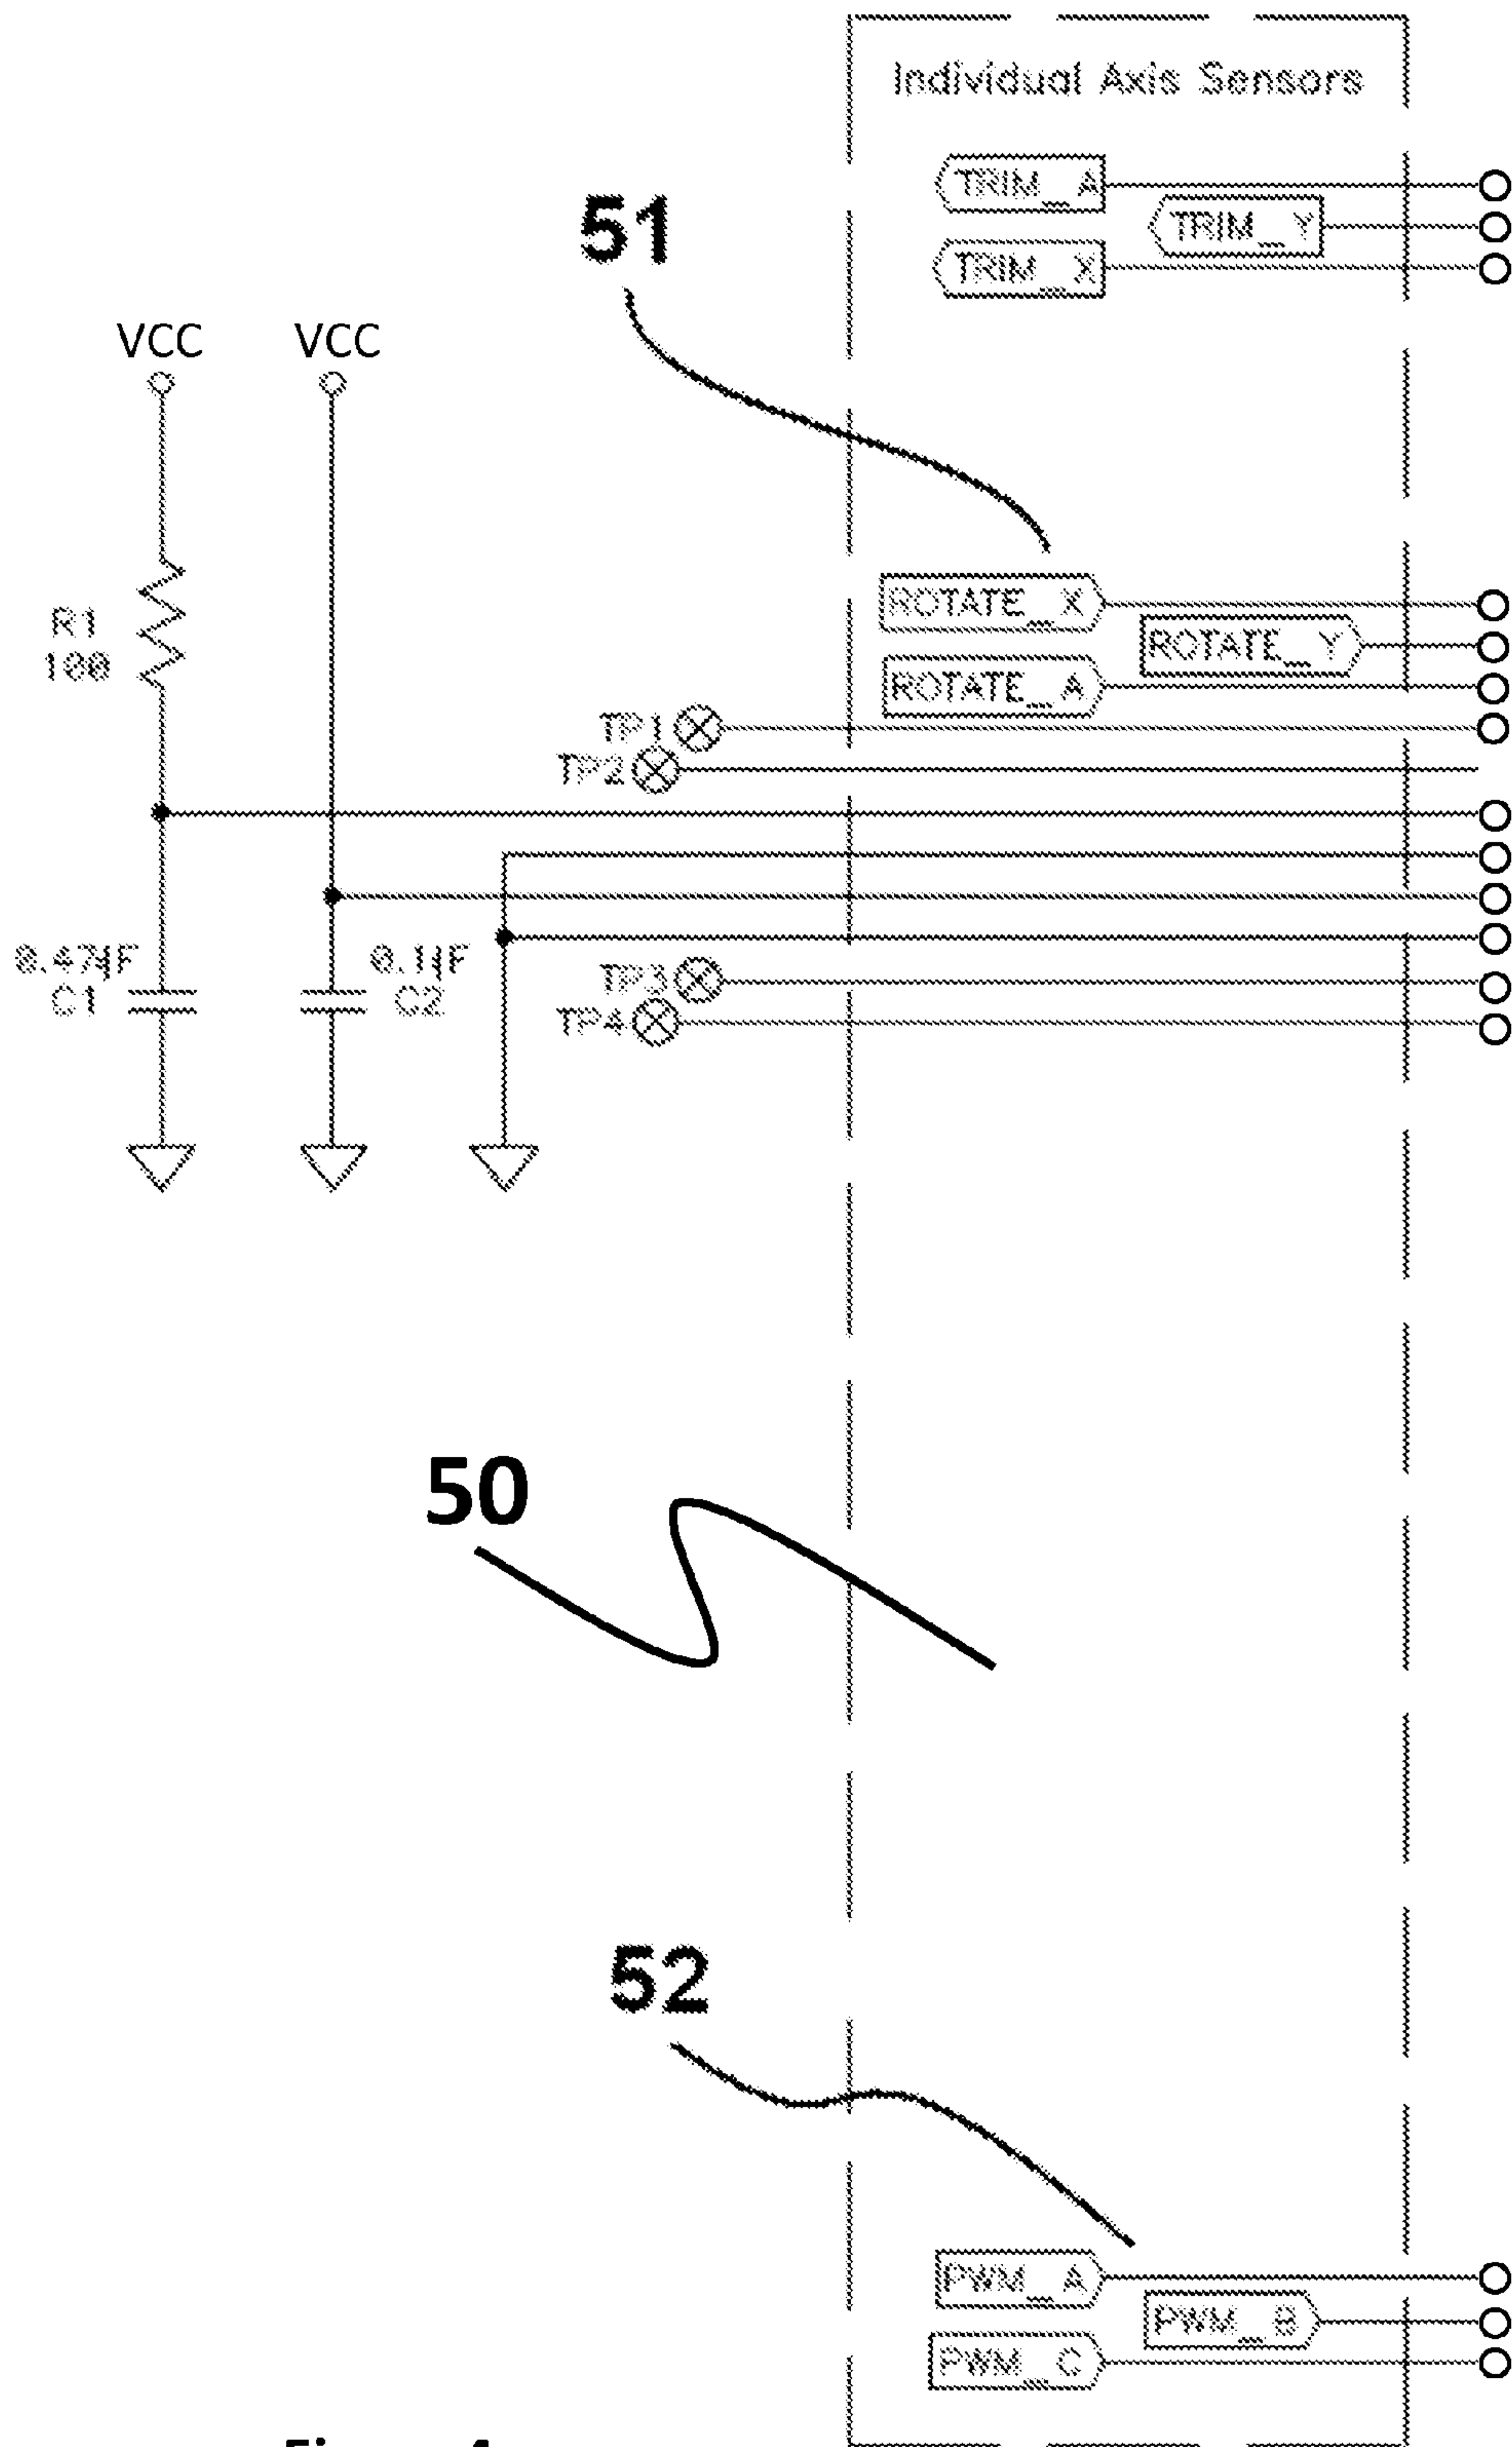 Individual Axis Sensors
TRIM_A
TRIM_Y
TRIM_X
51
VCC VCC
ROTATE_X
R1
100
ROTATE_Y
ROTATE_A
TP1
TP2
0.47µF
C1
0.1µF
C2
TP3
TP4
50
52
PWM_A
PWM_B
PWM_C